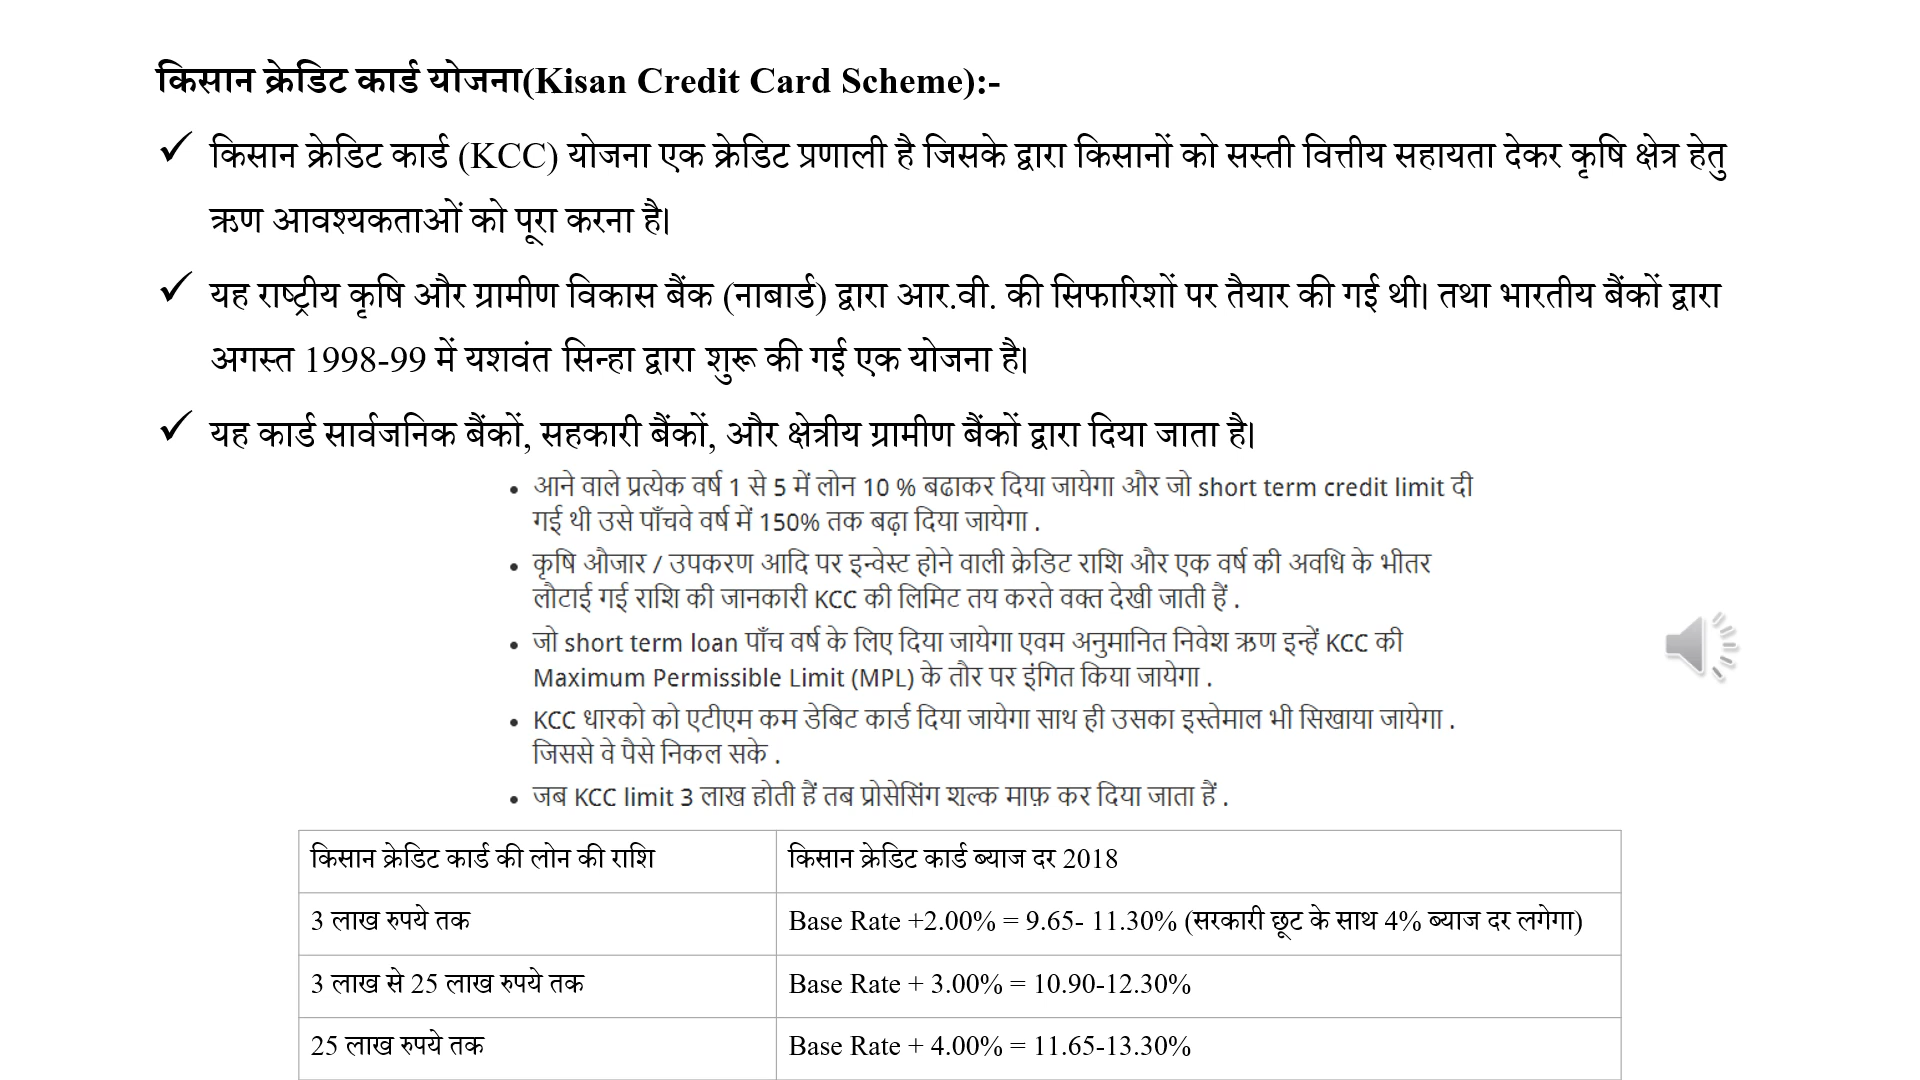 किसान क्रेडिट कार्ड योजना(Kisan Credit Card Scheme):-
✓ किसान क्रेडिट कार्ड (KCC) योजना एक क्रेडिट प्रणाली है जिसके द्वारा किसानों को सस्ती वित्तीय सहायता देकर कृषि क्षेत्र हेतु
ऋण आवश्यकताओं को पूरा करना है।
✓ यह राष्ट्रीय कृषि और ग्रामीण विकास बैंक (नाबार्ड) द्वारा आर.वी. की सिफारिशों पर तैयार की गई थी। तथा भारतीय बैंकों द्वारा
अगस्त 1998-99 में यशवंत सिन्हा द्वारा शुरू की गई एक योजना है।
✓ यह कार्ड सार्वजनिक बैंकों, सहकारी बैंकों, और क्षेत्रीय ग्रामीण बैंकों द्वारा दिया जाता है।
• आने वाले प्रत्येक वर्ष 1 से 5 में लोन 10 % बढाकर दिया जायेगा और जो short term credit limit दी
गई थी उसे पाँचवे वर्ष में 150% तक बढ़ा दिया जायेगा .
• कृषि औजार / उपकरण आदि पर इन्वेस्ट होने वाली क्रेडिट राशि और एक वर्ष की अवधि के भीतर
लौटाई गई राशि की जानकारी KCC की लिमिट तय करते वक्त देखी जाती हैं .
• जो short term loan पाँच वर्ष के लिए दिया जायेगा एवम अनुमानित निवेश ऋण इन्हें KCC की
Maximum Permissible Limit (MPL) के तौर पर इंगित किया जायेगा .
• KCC धारको को एटीएम कम डेबिट कार्ड दिया जायेगा साथ ही उसका इस्तेमाल भी सिखाया जायेगा .
जिससे वे पैसे निकल सके .
• जब KCC limit 3 लाख होती हैं तब प्रोसेसिंग शुल्क माफ़ कर दिया जाता हैं .
किसान क्रेडिट कार्ड की लोन की राशि	किसान क्रेडिट कार्ड ब्याज दर 2018
3 लाख रुपये तक	Base Rate +2.00% = 9.65- 11.30% (सरकारी छूट के साथ 4% ब्याज दर लगेगा)
3 लाख से 25 लाख रुपये तक	Base Rate + 3.00% = 10.90-12.30%
25 लाख रुपये तक	Base Rate + 4.00% = 11.65-13.30%